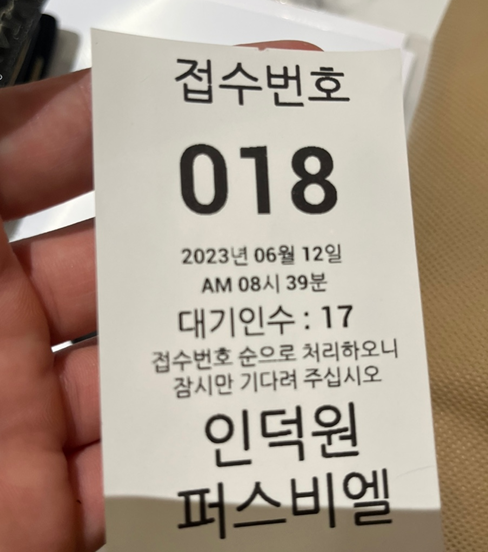 접수번호
018
2023년 06월 12일
AM 08시 39분
대기인수 : 17
접수번호 순으로 처리하오니
잠시만 기다려 주십시오
인덕원
퍼스비엘